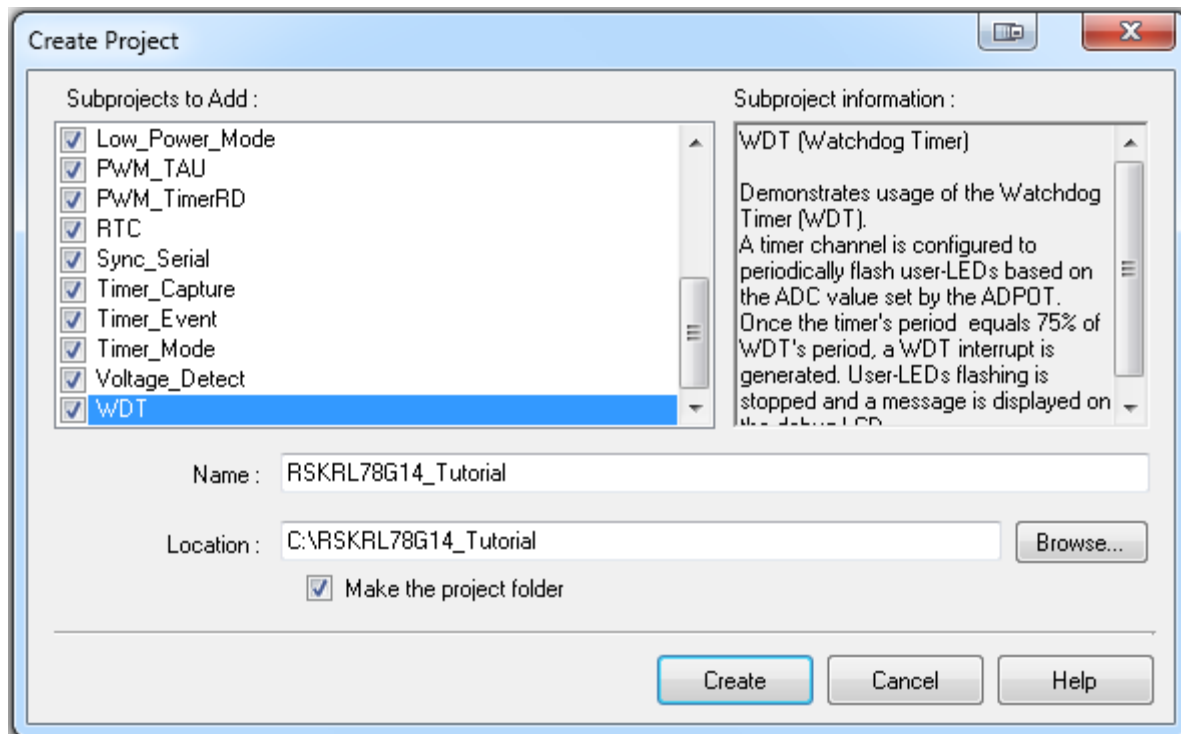 Create Project
Subprojects to Add :
Low_Power_Mode
PWM_TAU
PWM_TimerRD
RTC
Sync_Serial
Timer_Capture
Timer_Event
Timer_Mode
Voltage_Detect
WDT
Subproject information :
WDT (Watchdog Timer)
Demonstrates usage of the Watchdog
Timer (WDT).
A timer channel is configured to
periodically flash user-LEDs based on
the ADC value set by the ADPOT.
Once the timer's period  equals 75% of
WDT's period, a WDT interrupt is
generated. User-LEDs flashing is
stopped and a message is displayed on
the debug LCD
Name : RSKRL78G14_Tutorial
Location : C:\RSKRL78G14_Tutorial Browse...
Make the project folder
Create Cancel Help